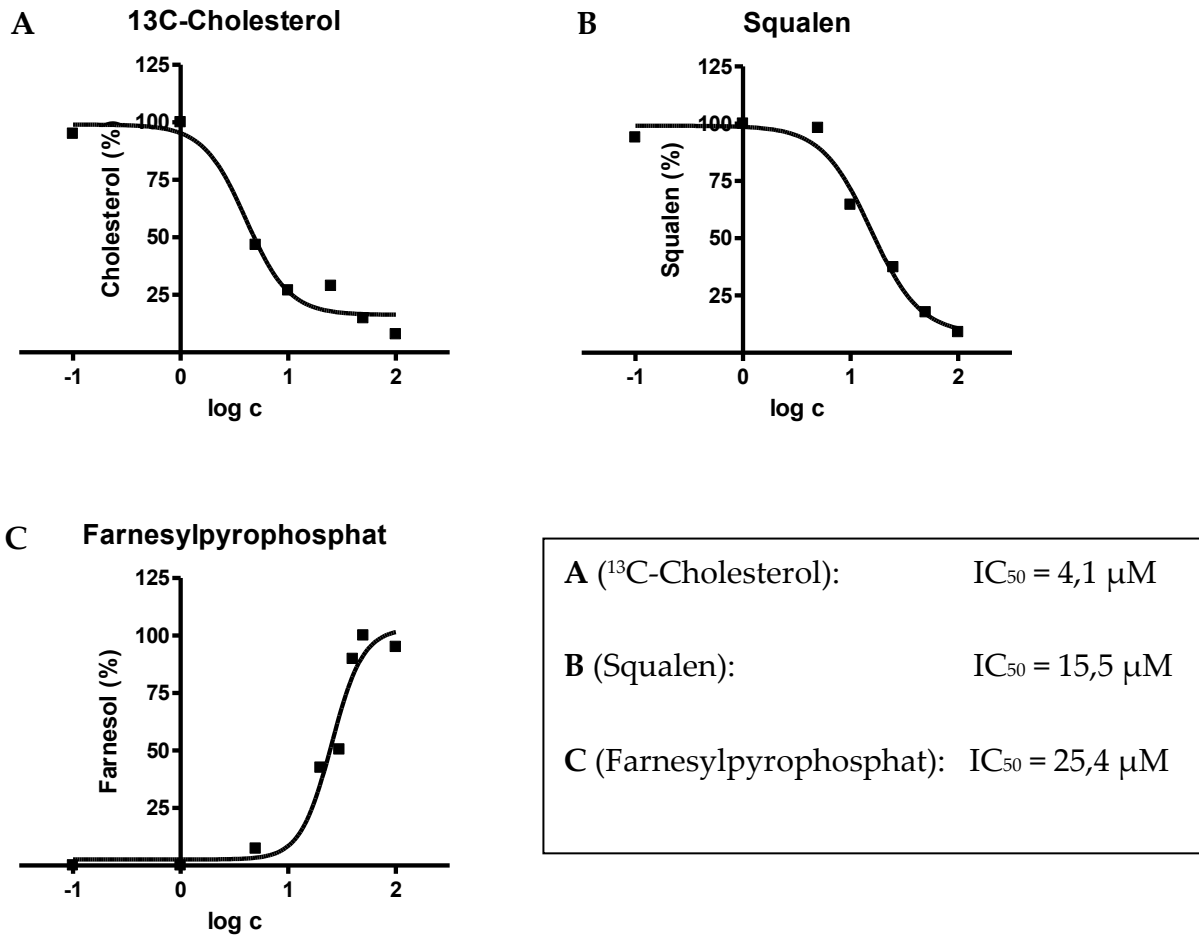 A
13C-Cholesterol
125
100
75
50
25
Cholesterol (%)
-1 0 1 2
log c
B
Squalen
125
100
75
50
25
Squalen (%)
-1 0 1 2
log c
C
Farnesylpyrophosphat
125
100
75
50
25
Farnesol (%)
-1 0 1 2
log c
A (¹³C-Cholesterol): IC₅₀ = 4,1 µM
B (Squalen): IC₅₀ = 15,5 µM
C (Farnesylpyrophosphat): IC₅₀ = 25,4 µM